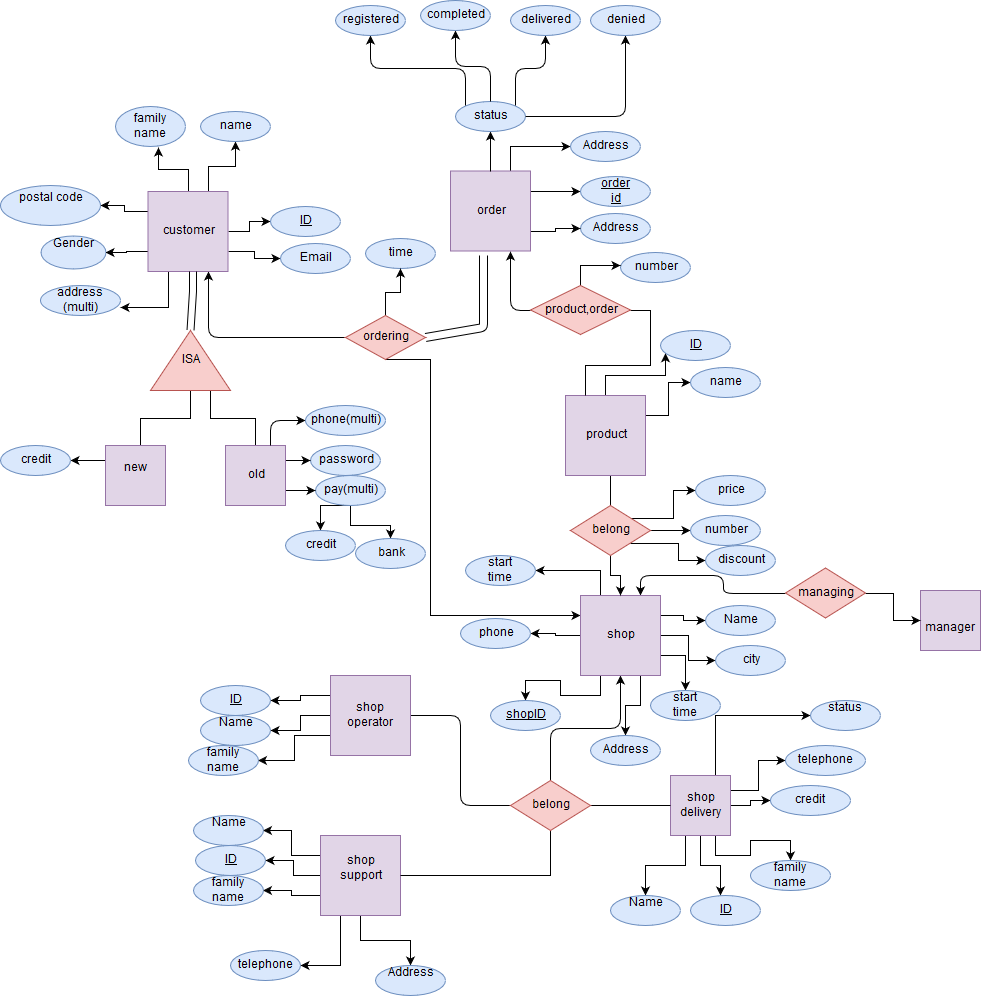 registered
completed
delivered
denied
status
family
name
name
Address
postal code
customer
ID
order
order
id
Address
Gender
Email
time
number
address
(multi)
product,order
ordering
ISA
ID
name
phone(multi)
product
credit
new
old
password
pay(multi)
price
credit
bank
belong
number
discount
start
time
managing
Name
manager
phone
shop
city
shopID
start
time
Address
ID
shop
operator
Name
family
name
status
telephone
shop
delivery
credit
belong
Name
ID
shop
support
family
name
family
name
Name
ID
telephone
Address